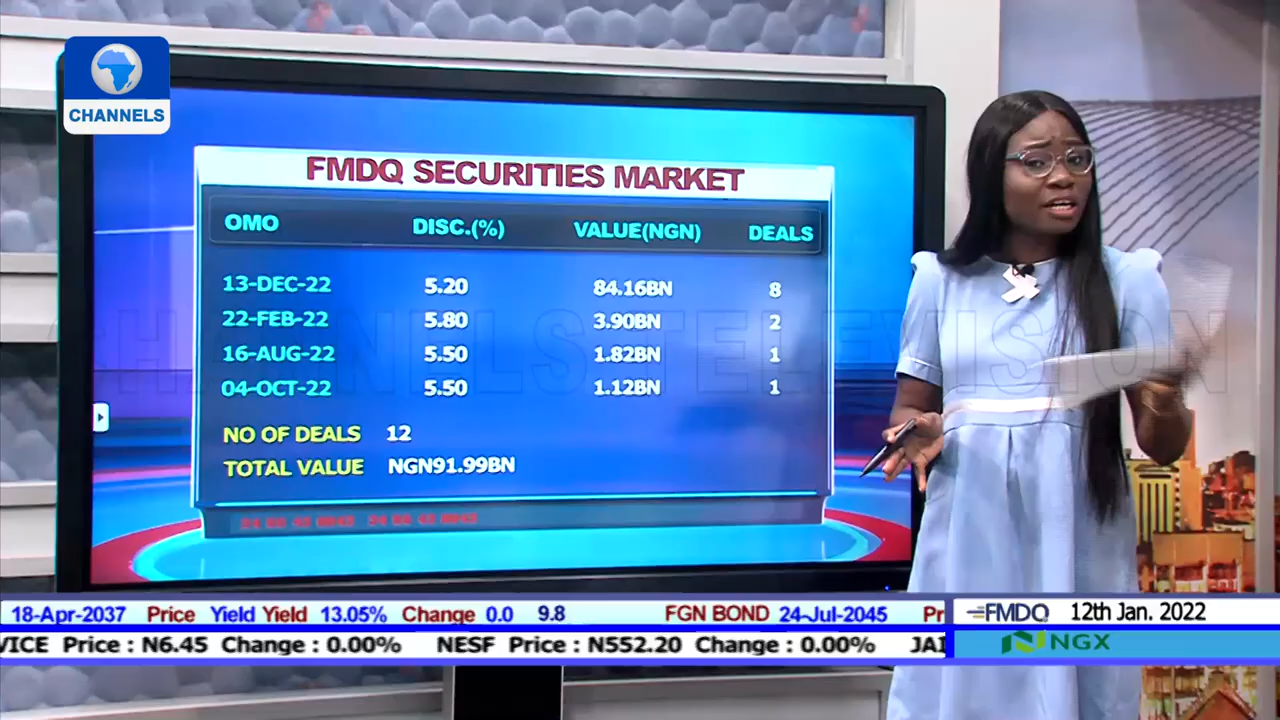 CHANNELS
FMDQ SECURITIES MARKET
OMO DISC.(%) VALUE(NGN) DEALS
13-DEC-22 5.20 84.16BN 8
22-FEB-22 5.80 3.90BN 2
16-AUG-22 5.50 1.82BN 1
04-OCT-22 5.50 1.12BN 1
NO OF DEALS 12
TOTAL VALUE NGN91.99BN
CHANNELS TELEVISION
18-Apr-2037 Price Yield Yield 13.05% Change 0.0 9.8 FGN BOND 24-Jul-2045 Pr
FMDQ 12th Jan. 2022
VICE Price : N6.45 Change : 0.00% NESF Price : N552.20 Change : 0.00% JAI
NGX